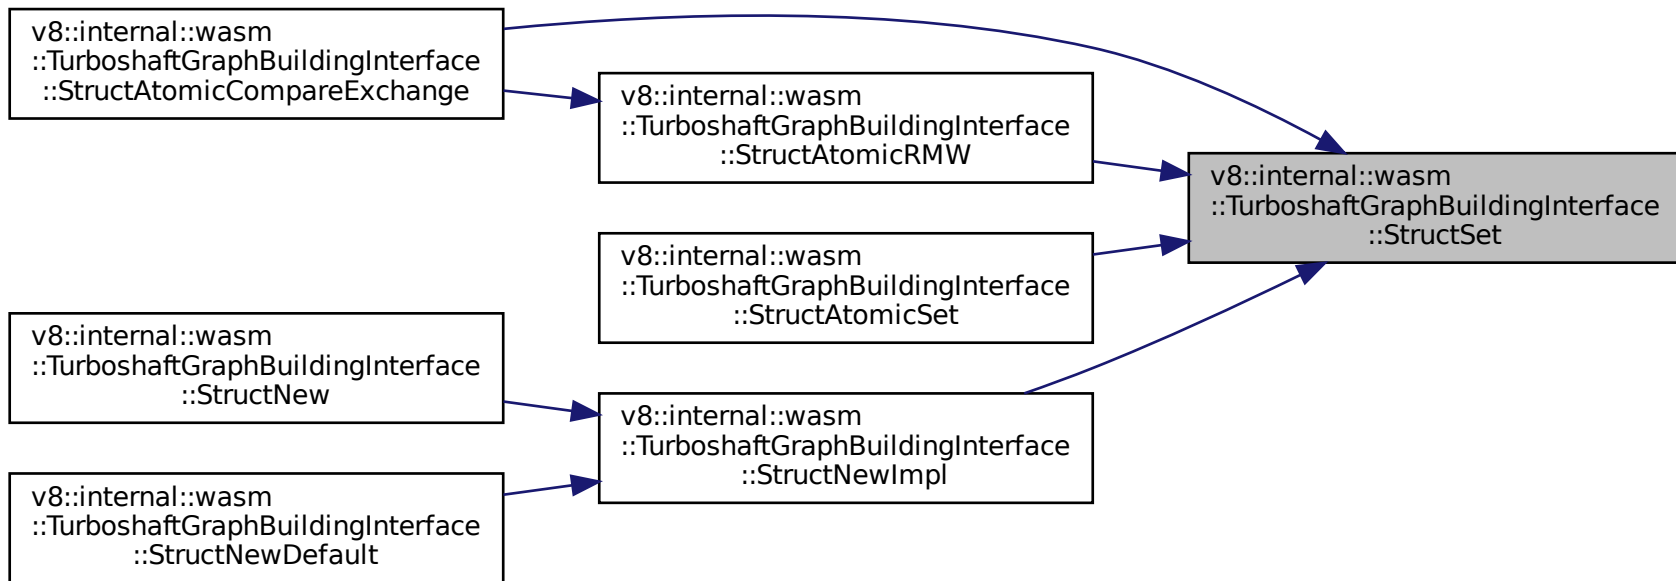 v8::internal::wasm
::TurboshaftGraphBuildingInterface
::StructAtomicCompareExchange
v8::internal::wasm
::TurboshaftGraphBuildingInterface
::StructAtomicRMW
v8::internal::wasm
::TurboshaftGraphBuildingInterface
::StructSet
v8::internal::wasm
::TurboshaftGraphBuildingInterface
::StructAtomicSet
v8::internal::wasm
::TurboshaftGraphBuildingInterface
::StructNew
v8::internal::wasm
::TurboshaftGraphBuildingInterface
::StructNewImpl
v8::internal::wasm
::TurboshaftGraphBuildingInterface
::StructNewDefault